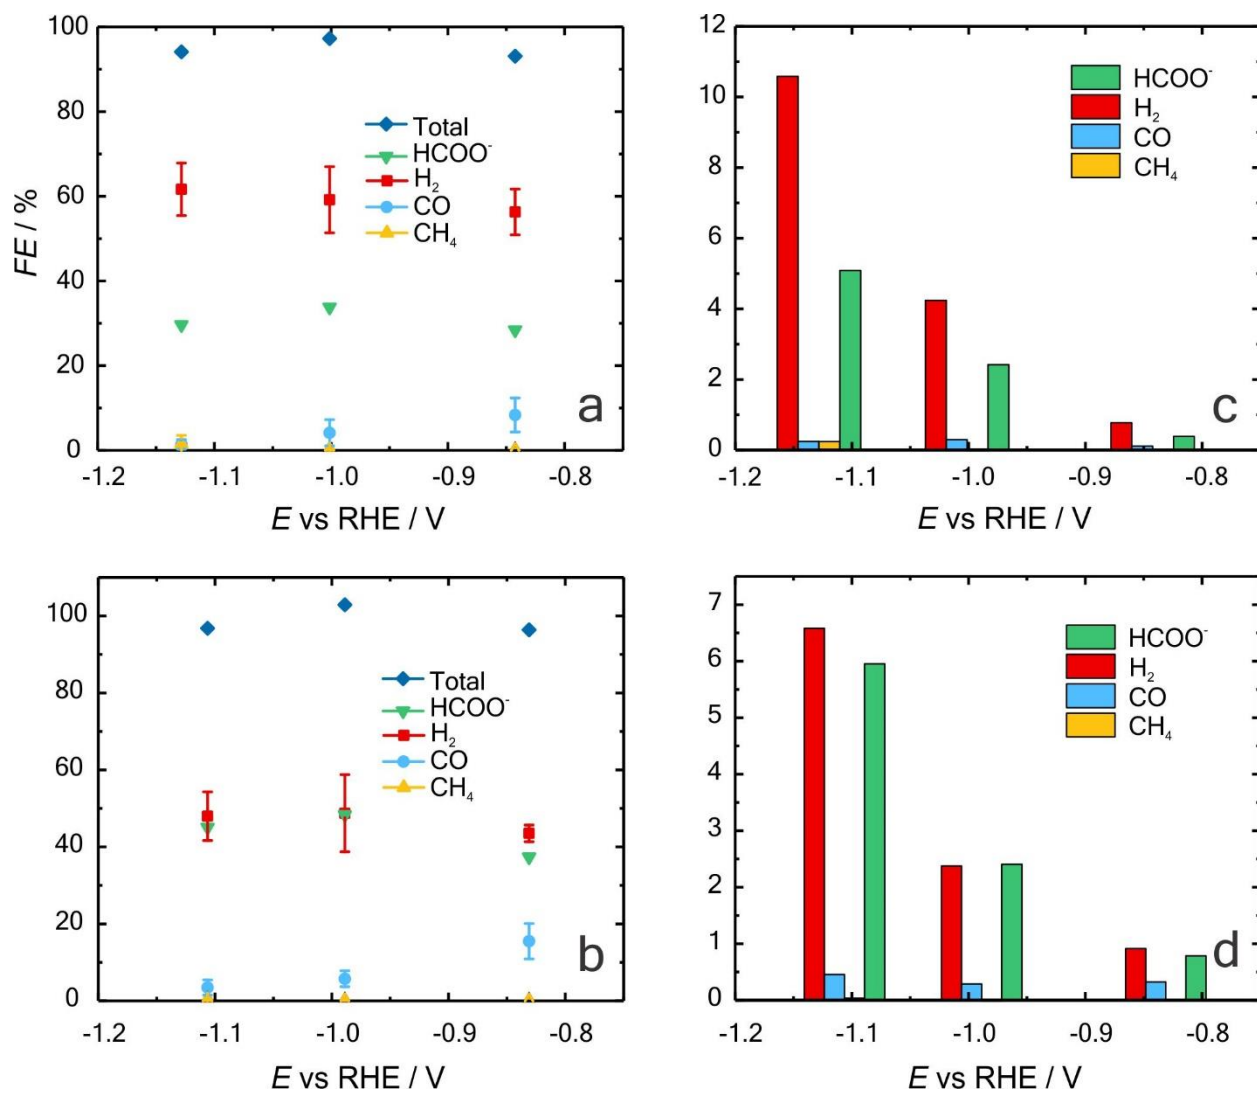 100
80
60
40
20
0
FE / %
Total
HCOO⁻
H₂
CO
CH₄
a
-1.2 -1.1 -1.0 -0.9 -0.8
E vs RHE / V
12
10
8
6
4
2
0
HCOO⁻
H₂
CO
CH₄
c
-1.2 -1.1 -1.0 -0.9 -0.8
E vs RHE / V
100
80
60
40
20
0
Total
HCOO⁻
H₂
CO
CH₄
b
-1.2 -1.1 -1.0 -0.9 -0.8
E vs RHE / V
7
6
5
4
3
2
1
0
HCOO⁻
H₂
CO
CH₄
d
-1.2 -1.1 -1.0 -0.9 -0.8
E vs RHE / V